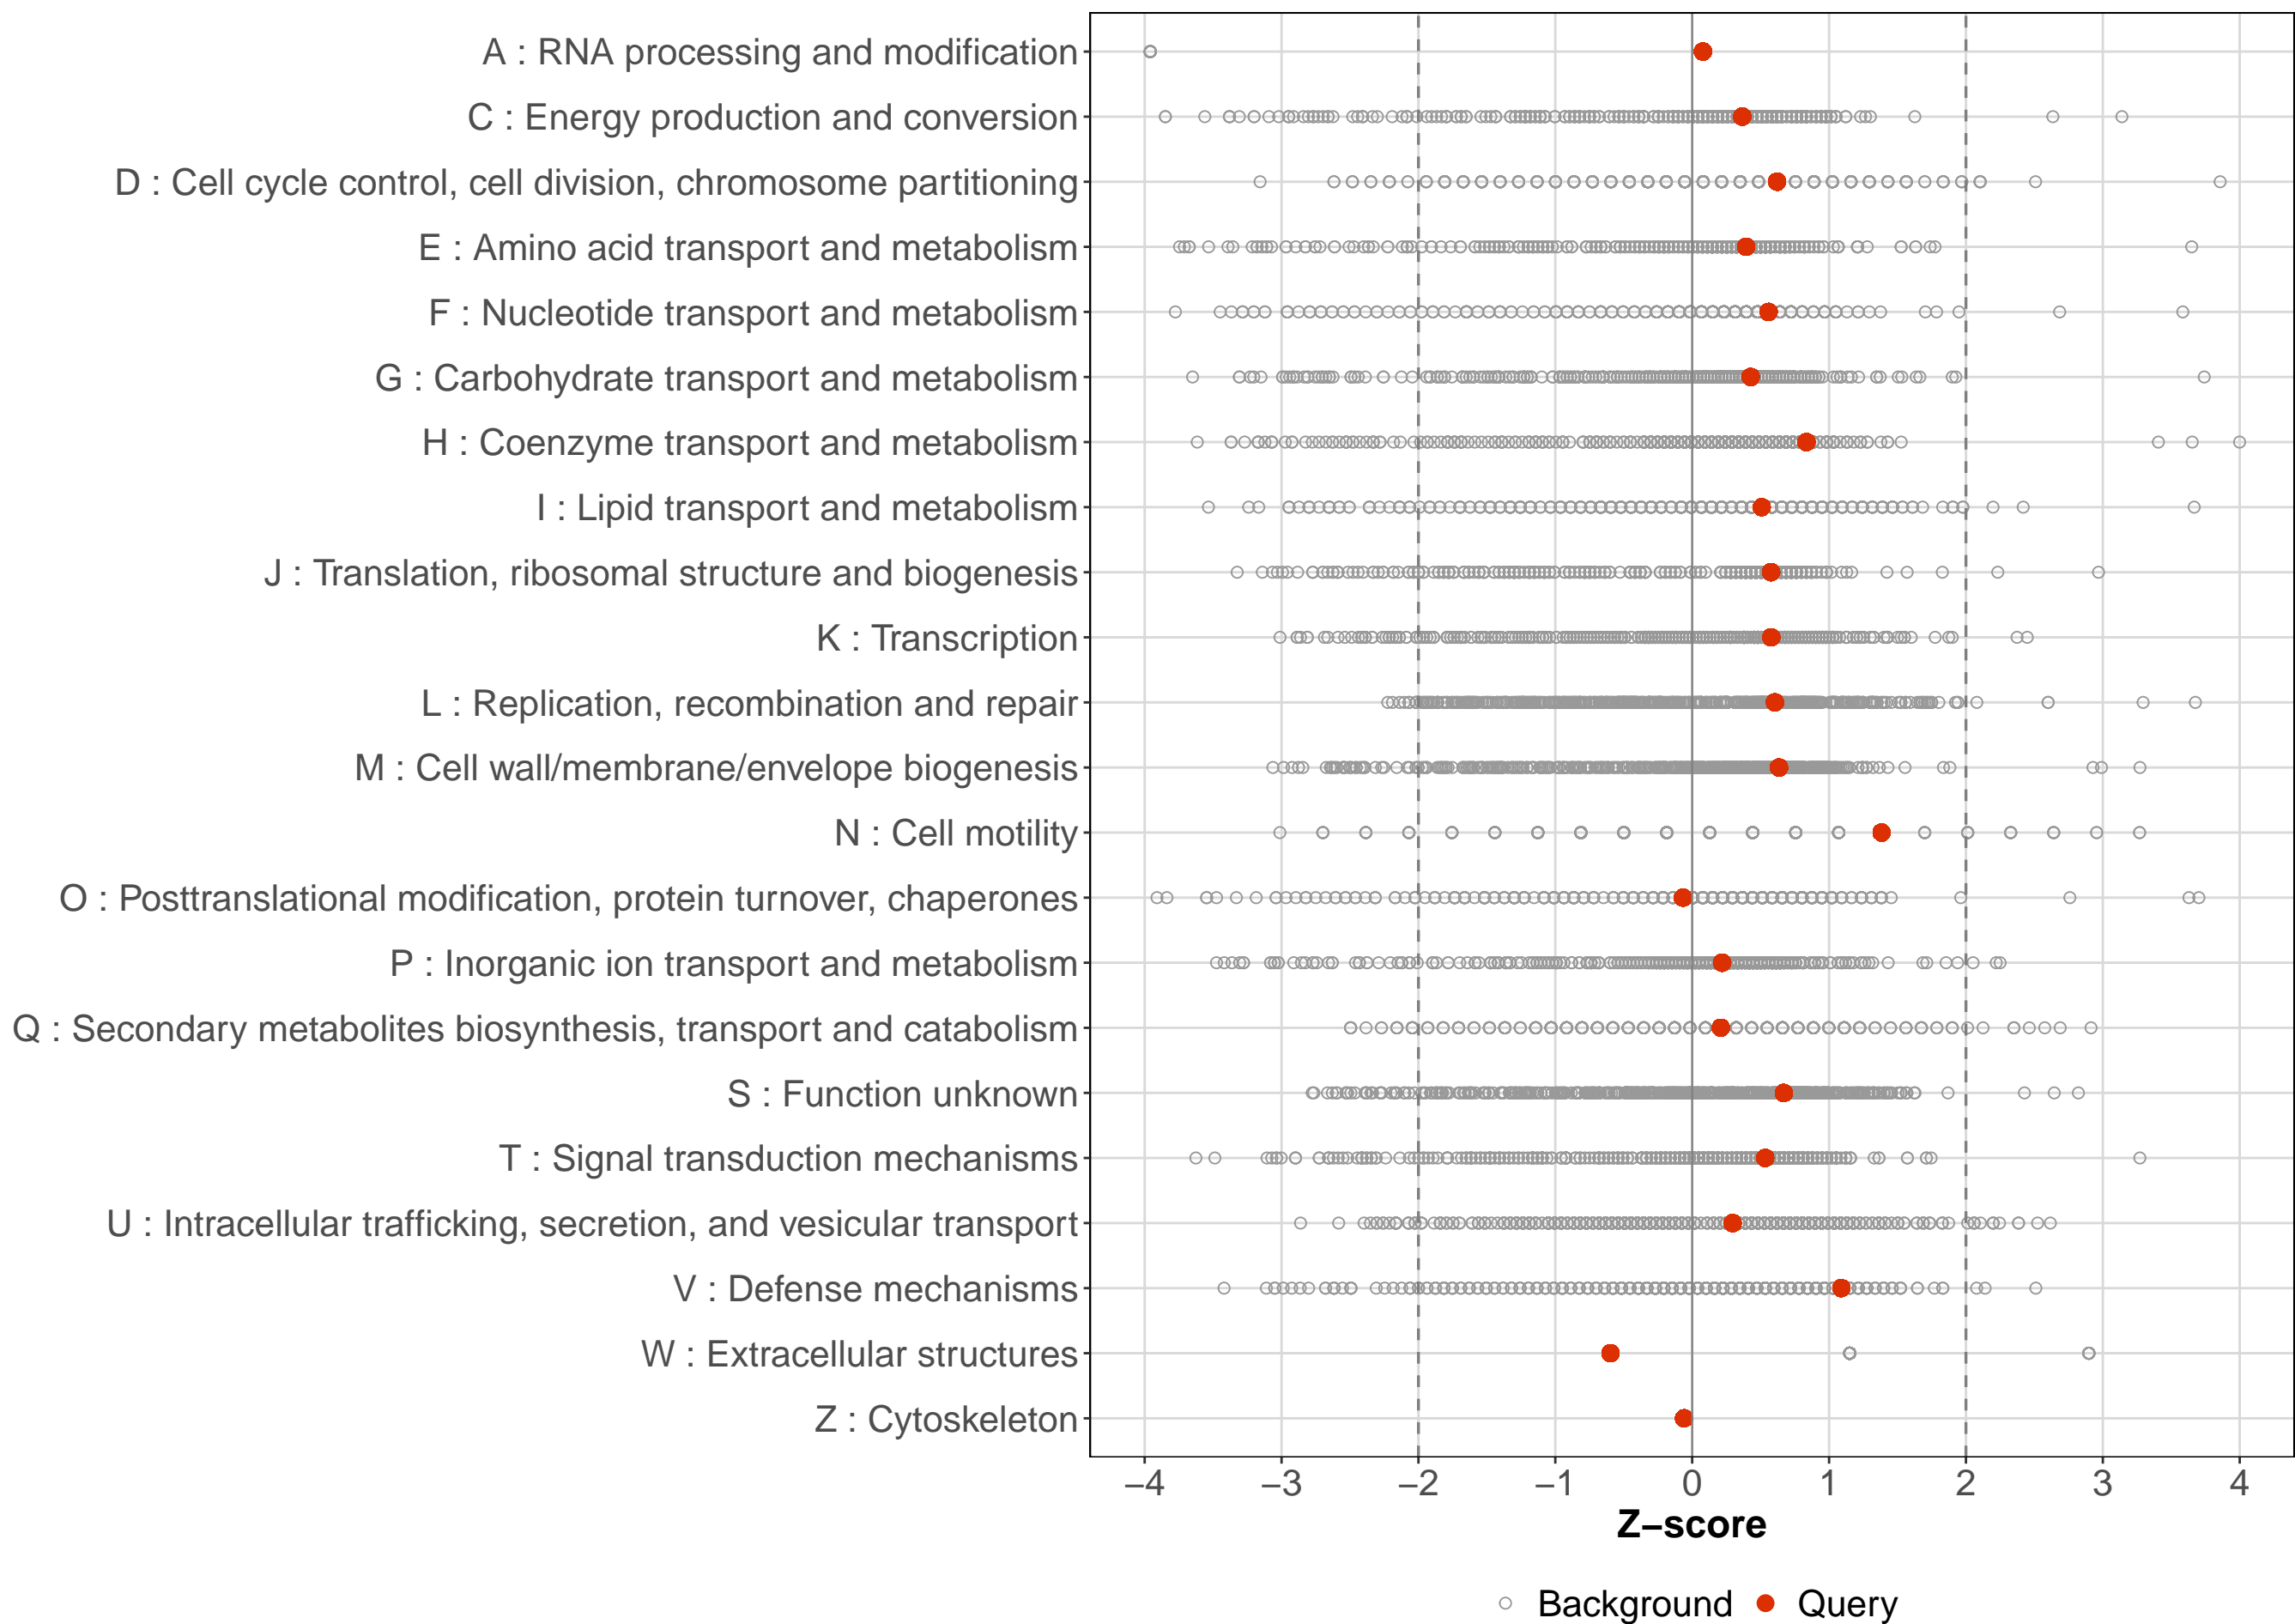 A : RNA processing and modification
C : Energy production and conversion
D : Cell cycle control, cell division, chromosome partitioning
E : Amino acid transport and metabolism
F : Nucleotide transport and metabolism
G : Carbohydrate transport and metabolism
H : Coenzyme transport and metabolism
I : Lipid transport and metabolism
J : Translation, ribosomal structure and biogenesis
K : Transcription
L : Replication, recombination and repair
M : Cell wall/membrane/envelope biogenesis
N : Cell motility
O : Posttranslational modification, protein turnover, chaperones
P : Inorganic ion transport and metabolism
Q : Secondary metabolites biosynthesis, transport and catabolism
S : Function unknown
T : Signal transduction mechanisms
U : Intracellular trafficking, secretion, and vesicular transport
V : Defense mechanisms
W : Extracellular structures
Z : Cytoskeleton
−4 −3 −2 −1 0 1 2 3 4
Z−score
Background Query